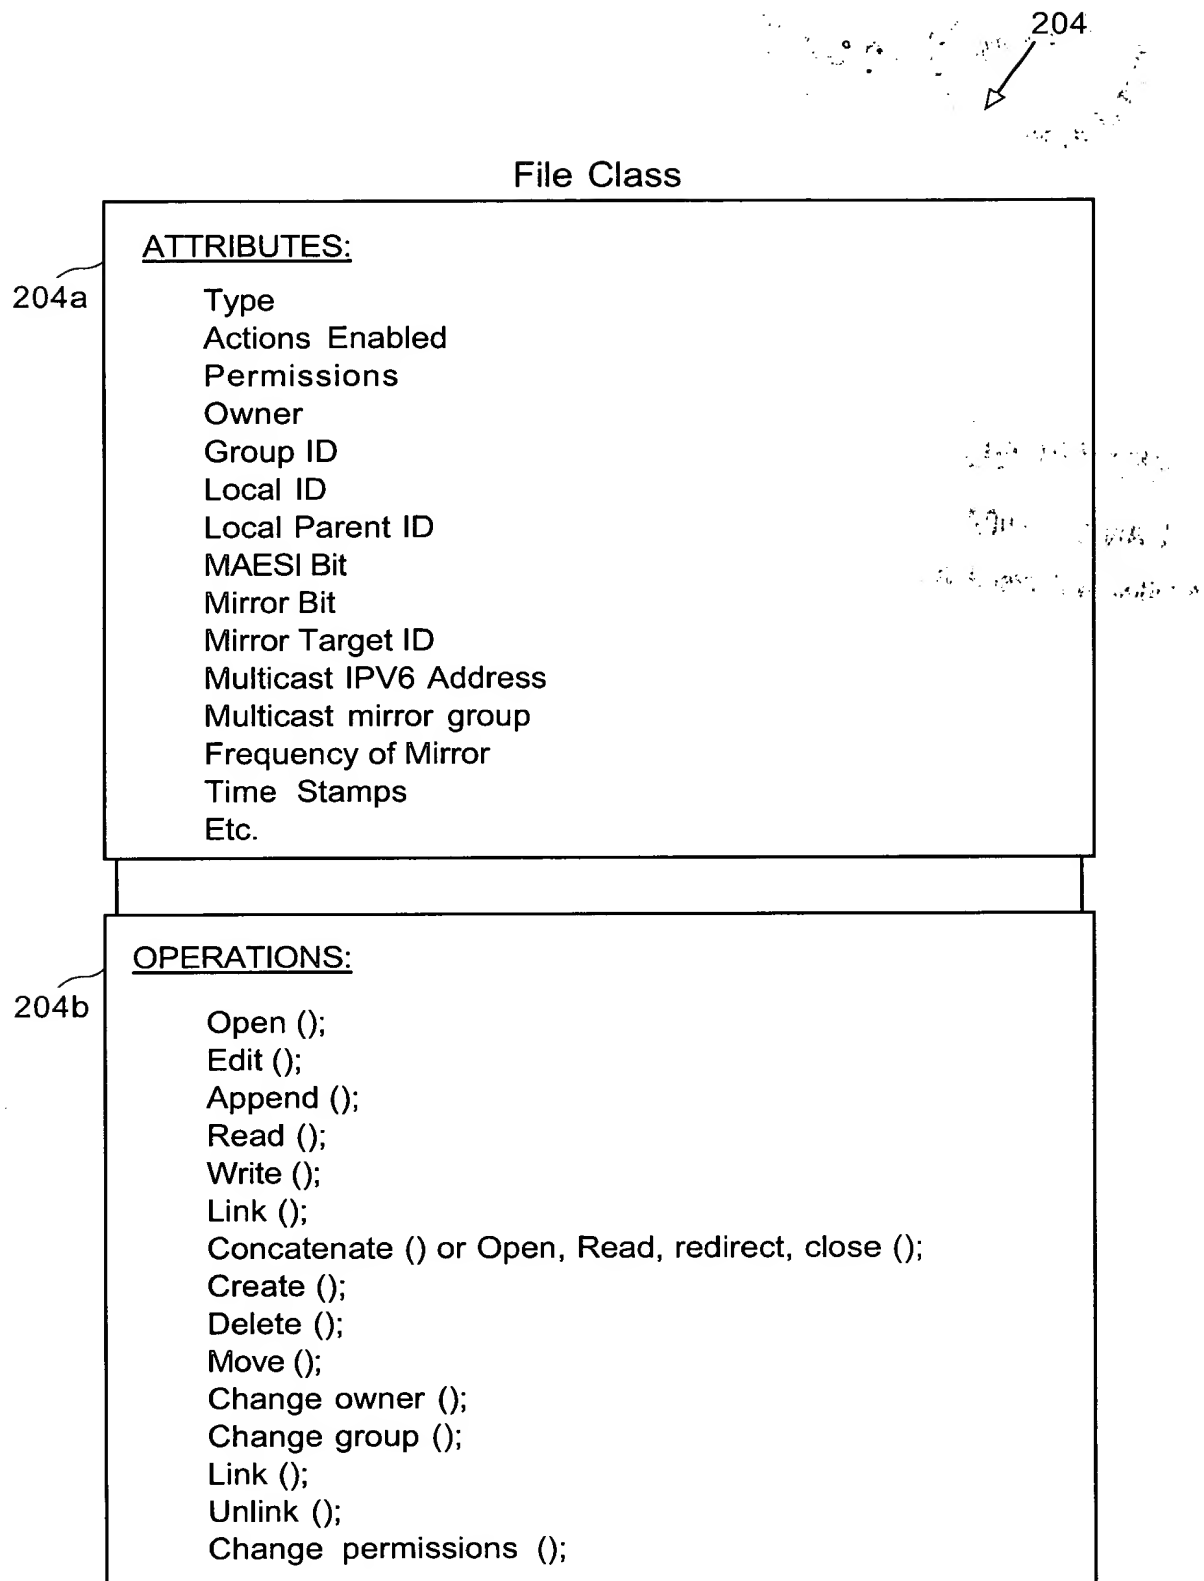 204
File Class
ATTRIBUTES:
204a
Type
Actions Enabled
Permissions
Owner
Group ID
Local ID
Local Parent ID
MAESI Bit
Mirror Bit
Mirror Target ID
Multicast IPV6 Address
Multicast mirror group
Frequency of Mirror
Time Stamps
Etc.
OPERATIONS:
204b
Open ();
Edit ();
Append ();
Read ();
Write ();
Link ();
Concatenate () or Open, Read, redirect, close ();
Create ();
Delete ();
Move ();
Change owner ();
Change group ();
Link ();
Unlink ();
Change permissions ();